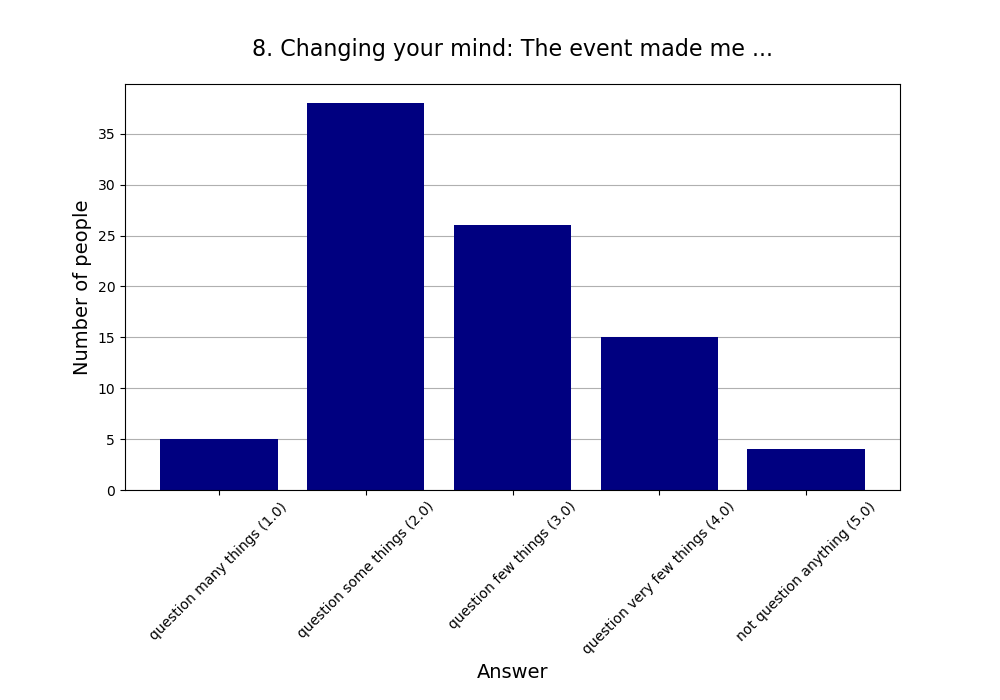 8. Changing your mind: The event made me ...
Number of people
35
30
25
20
15
10
5
0
question many things (1.0)
question some things (2.0)
question few things (3.0)
question very few things (4.0)
not question anything (5.0)
Answer